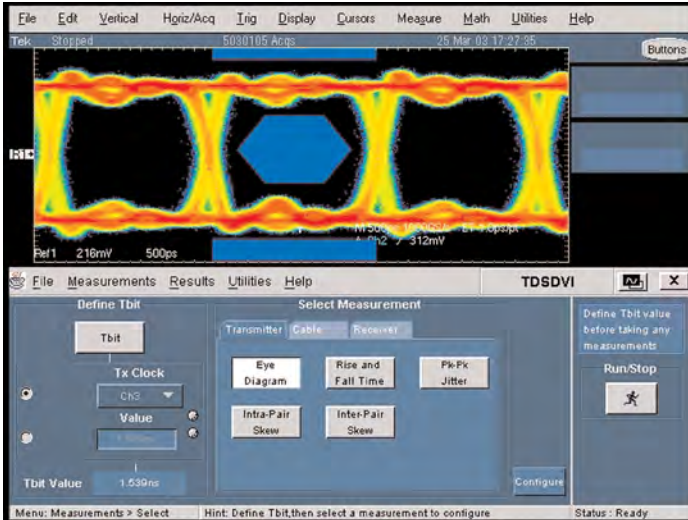 File Edit Vertical Horiz/Acq Trig Display Cursors Measure Math Utilities Help
Tek Stopped 5030105 Acqs 25 Mar 03 17:27:35
Buttons
R1
Ref1 216mV 500ps
312mV
File Measurements Results Utilities Help TDSDVI X
Define Tbit
Tbit
Tx Clock
Ch3
Value
Tbit Value 1.539ns
Select Measurement
Transmitter Cable Receiver
Eye Diagram
Rise and Fall Time
Pk-Pk Jitter
Intra-Pair Skew
Inter-Pair Skew
Configure
Define Tbit value
before taking any
measurements
Run/Stop
Menu: Measurements > Select Hint: Define Tbit,then select a measurement to configure Status : Ready